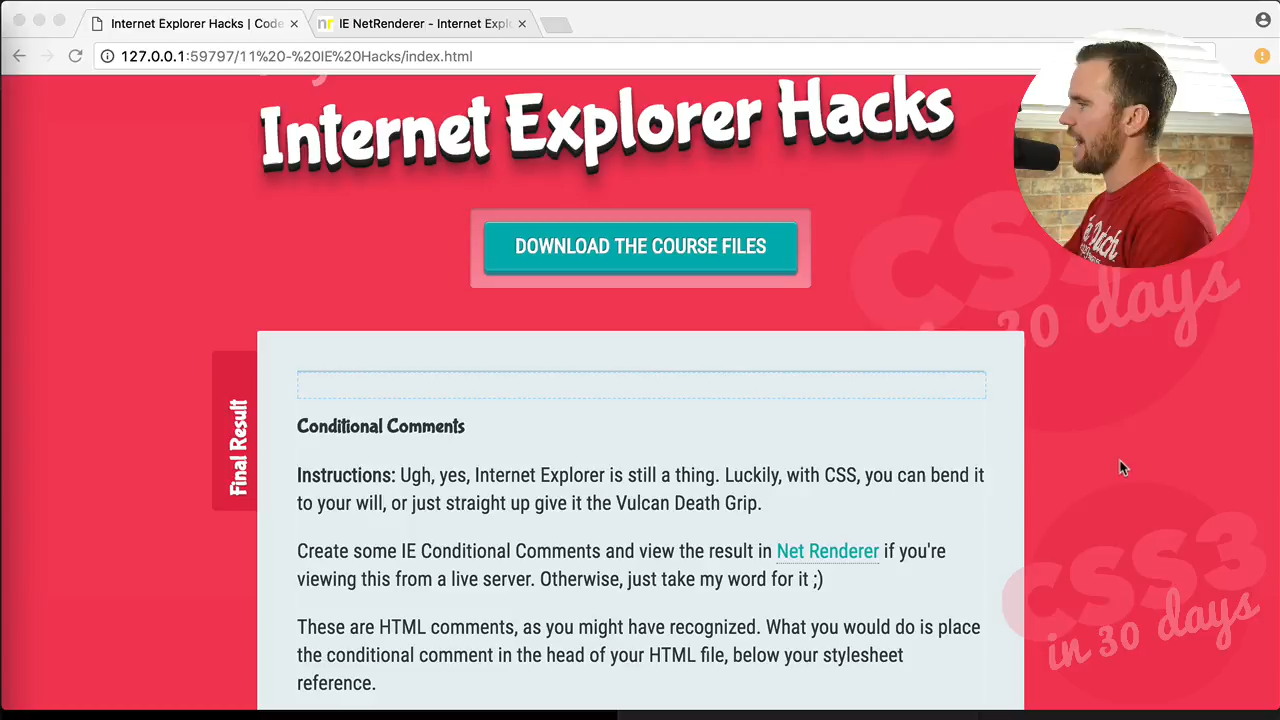 Internet Explorer Hacks | Code
IE NetRenderer - Internet Explo
127.0.0.1:59797/11%20-%20IE%20Hacks/index.html
Internet Explorer Hacks
DOWNLOAD THE COURSE FILES
CSS3
in 30 days
Final Result
Conditional Comments
Instructions: Ugh, yes, Internet Explorer is still a thing. Luckily, with CSS, you can bend it
to your will, or just straight up give it the Vulcan Death Grip.
Create some IE Conditional Comments and view the result in Net Renderer if you're
viewing this from a live server. Otherwise, just take my word for it ;)
These are HTML comments, as you might have recognized. What you would do is place
the conditional comment in the head of your HTML file, below your stylesheet
reference.
CSS3
in 30 days